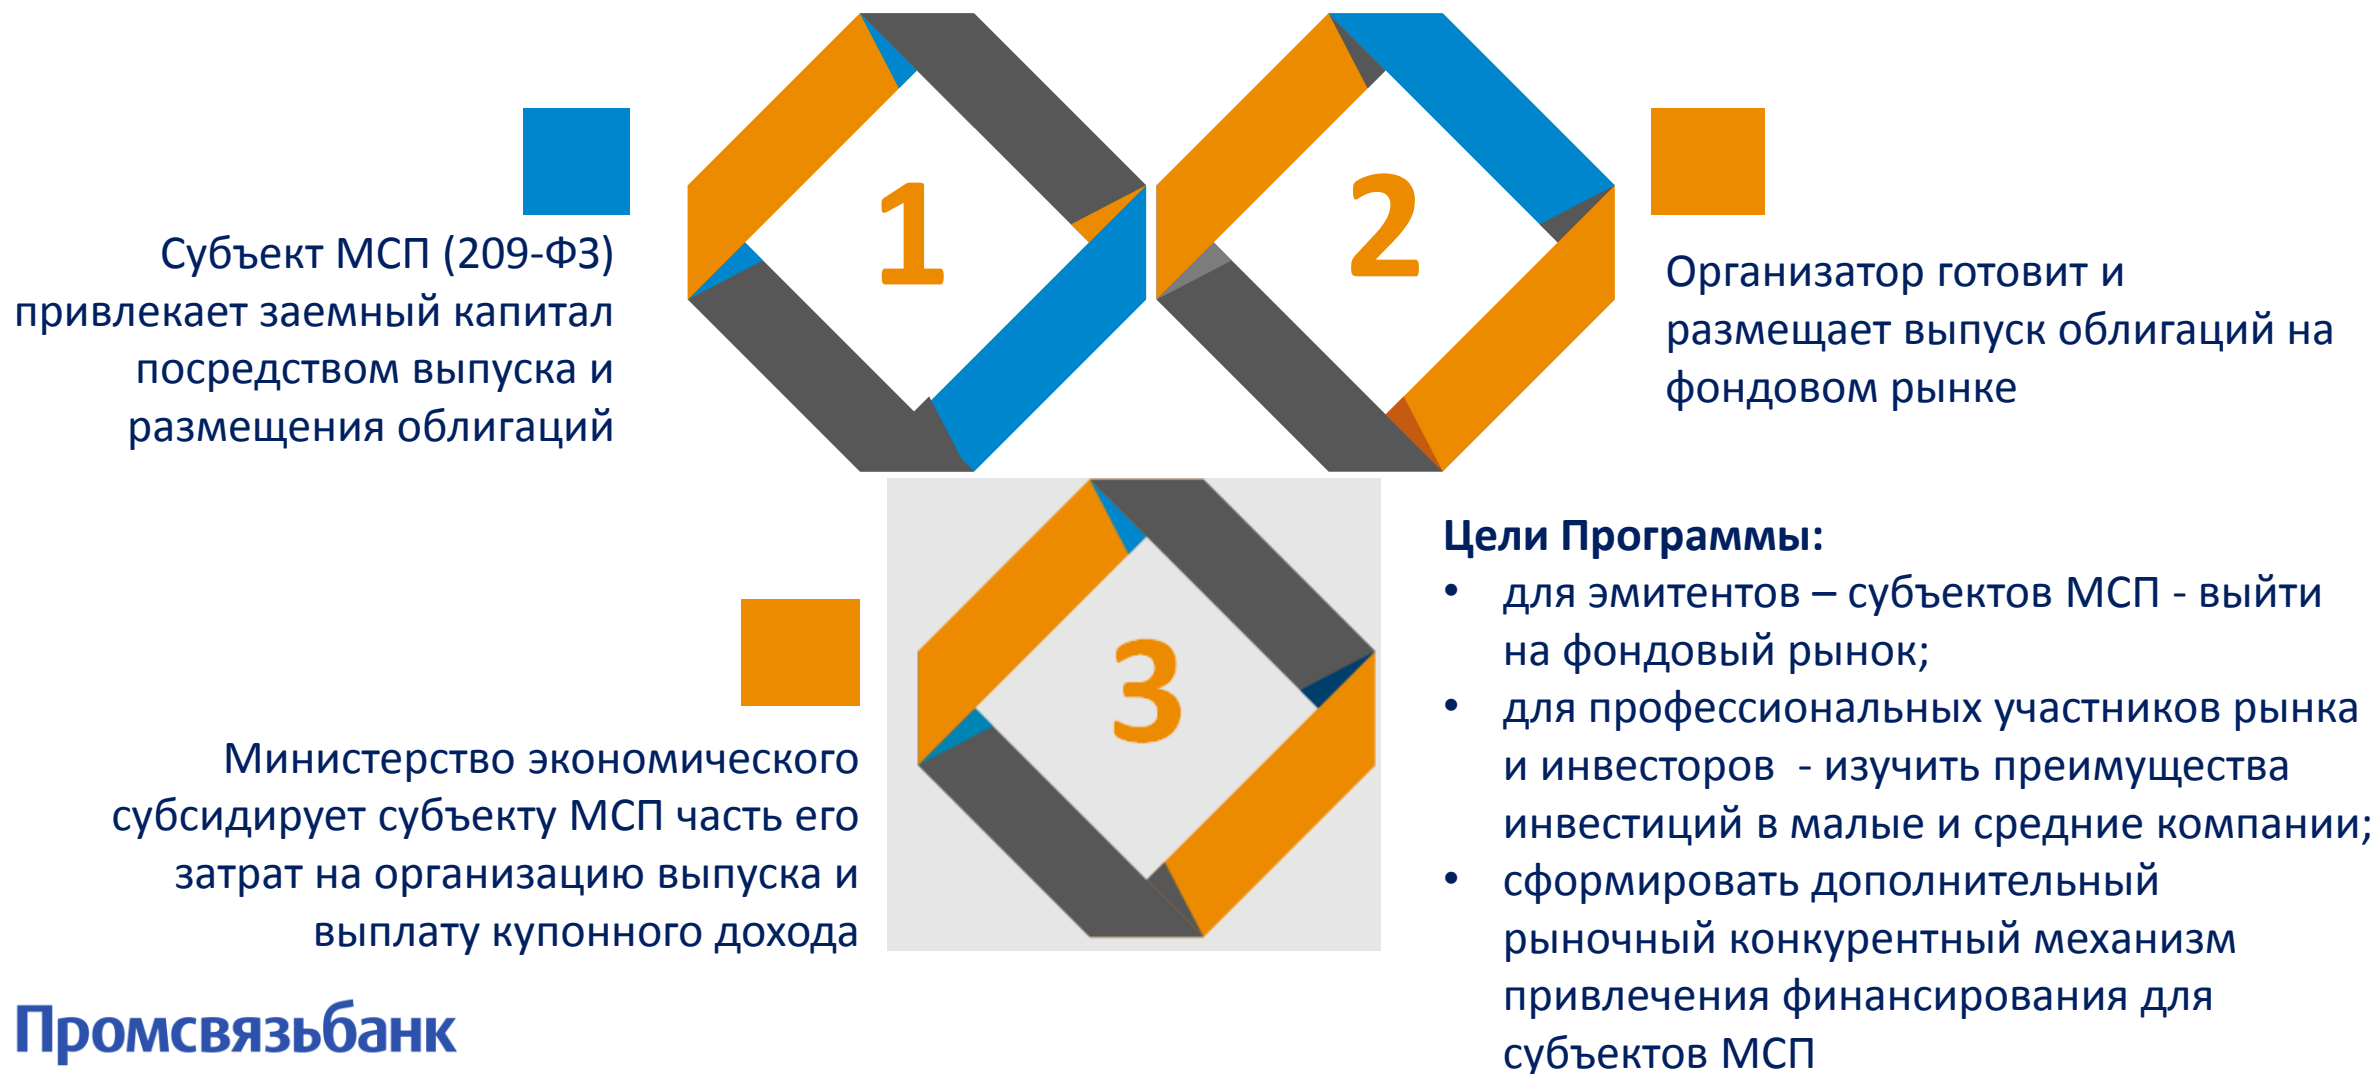 1
Субъект МСП (209-ФЗ)
привлекает заемный капитал
посредством выпуска и
размещения облигаций
2
Организатор готовит и
размещает выпуск облигаций на
фондовом рынке
3
Министерство экономического
субсидирует субъекту МСП часть его
затрат на организацию выпуска и
выплату купонного дохода
Цели Программы:
• для эмитентов – субъектов МСП - выйти
на фондовый рынок;
• для профессиональных участников рынка
и инвесторов - изучить преимущества
инвестиций в малые и средние компании;
• сформировать дополнительный
рыночный конкурентный механизм
привлечения финансирования для
субъектов МСП
Промсвязьбанк